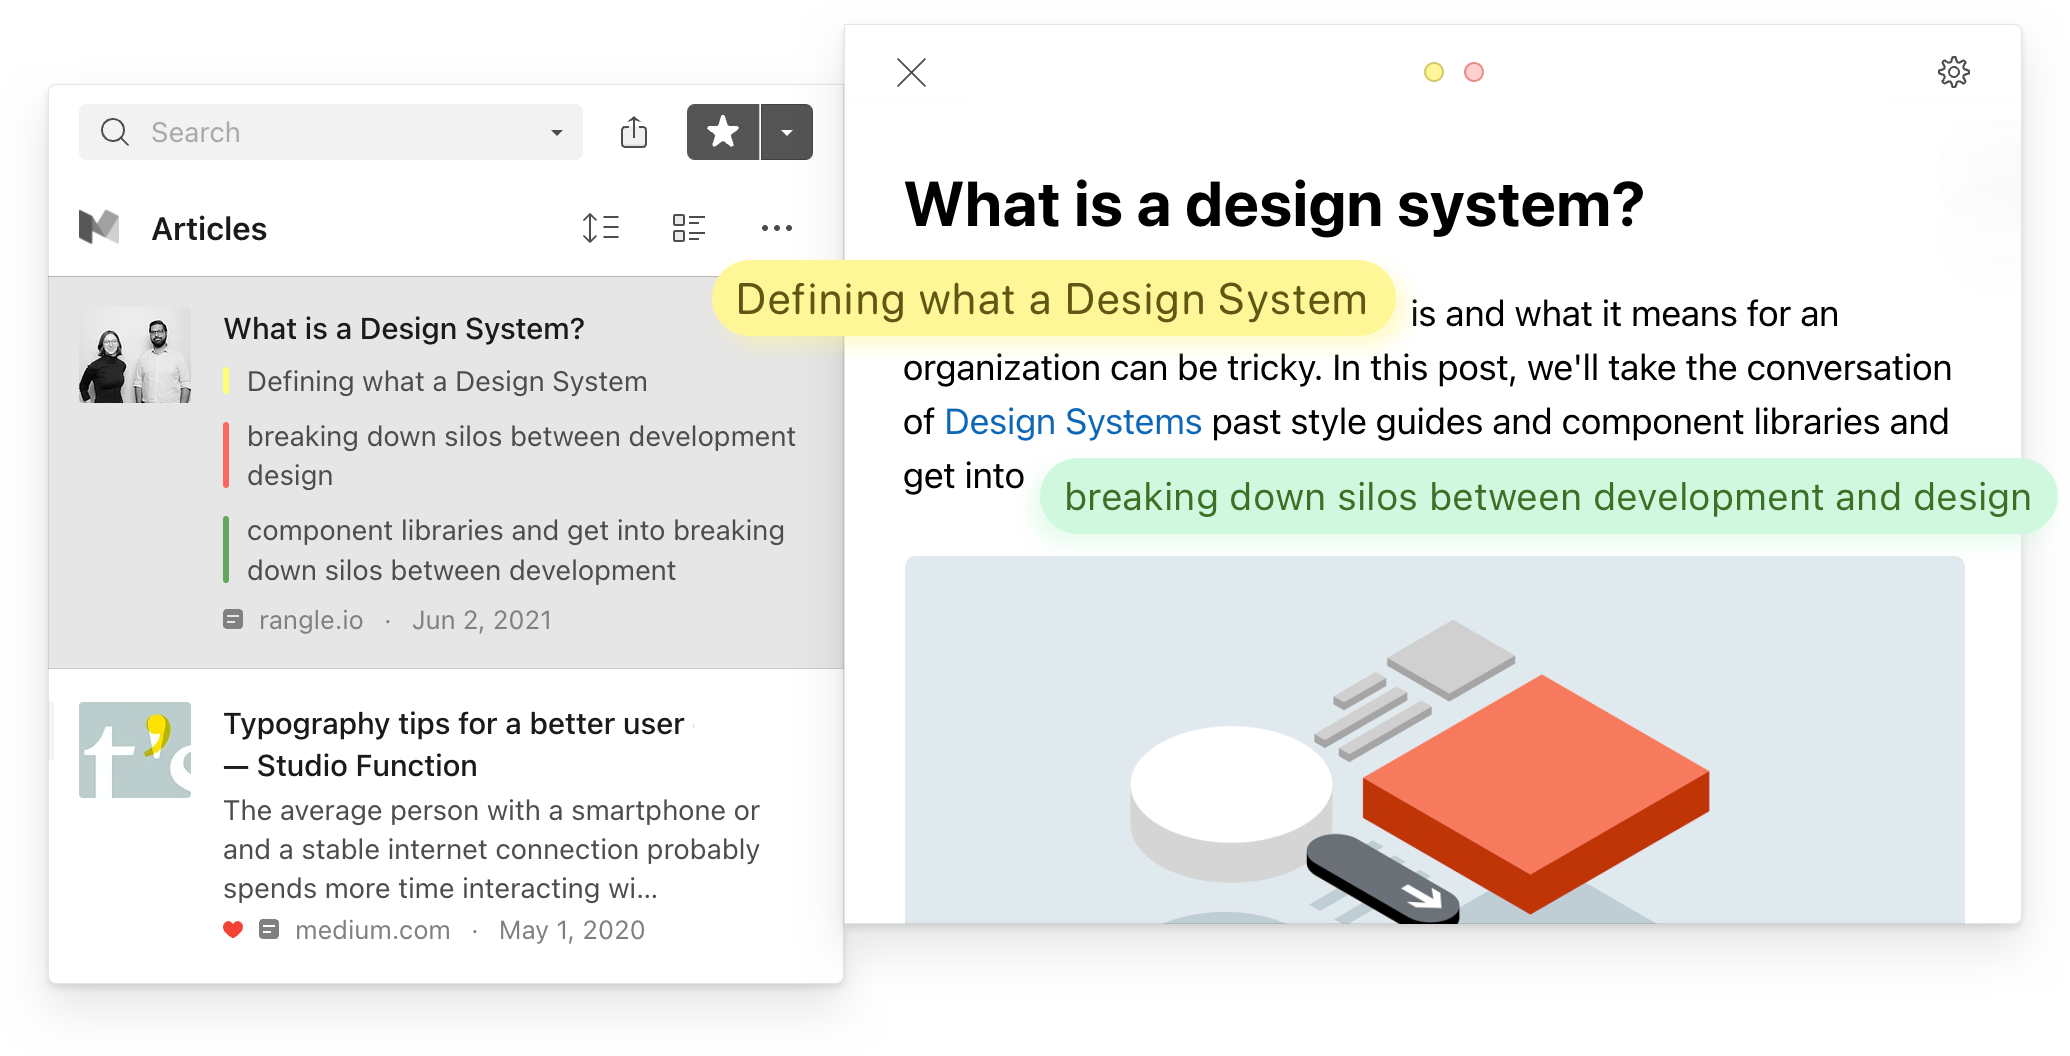 Search
Articles
What is a Design System?
Defining what a Design System
breaking down silos between development
design
component libraries and get into breaking
down silos between development
rangle.io · Jun 2, 2021
t’c
Typography tips for a better user
— Studio Function
The average person with a smartphone or
and a stable internet connection probably
spends more time interacting wi...
medium.com · May 1, 2020
What is a design system?
Defining what a Design System is and what it means for an
organization can be tricky. In this post, we'll take the conversation
of Design Systems past style guides and component libraries and
get into breaking down silos between development and design